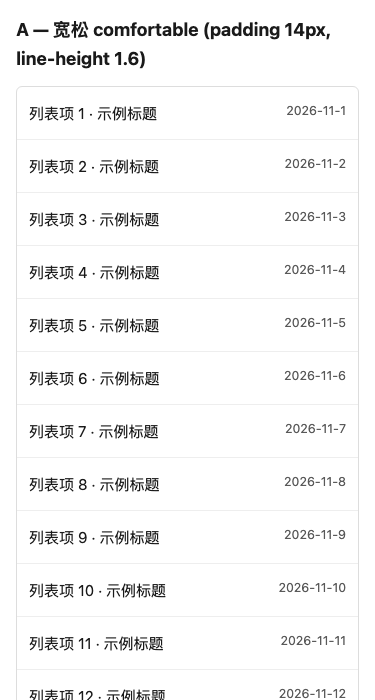 A — 宽松 comfortable (padding 14px,
line-height 1.6)
列表项 1 · 示例标题 2026-11-1
列表项 2 · 示例标题 2026-11-2
列表项 3 · 示例标题 2026-11-3
列表项 4 · 示例标题 2026-11-4
列表项 5 · 示例标题 2026-11-5
列表项 6 · 示例标题 2026-11-6
列表项 7 · 示例标题 2026-11-7
列表项 8 · 示例标题 2026-11-8
列表项 9 · 示例标题 2026-11-9
列表项 10 · 示例标题 2026-11-10
列表项 11 · 示例标题 2026-11-11
列表项 12 · 示例标题 2026-11-12